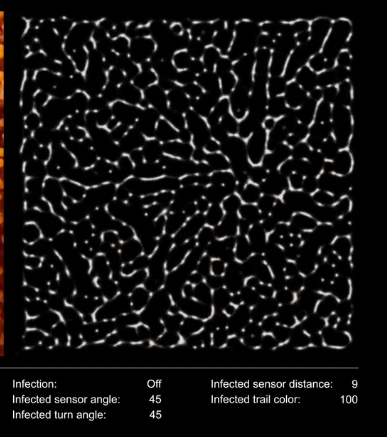 Infection: Off Infected sensor distance: 9
Infected sensor angle: 45 Infected trail color: 100
Infected turn angle: 45